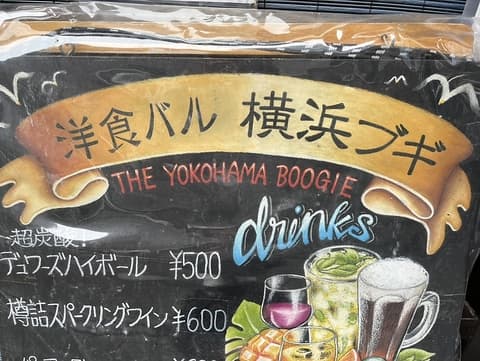 洋食バル 横浜ブギ
THE YOKOHAMA BOOGIE
drinks
超炭酸!
デュワーズハイボール ¥500
樽詰スパークリングワイン ¥600